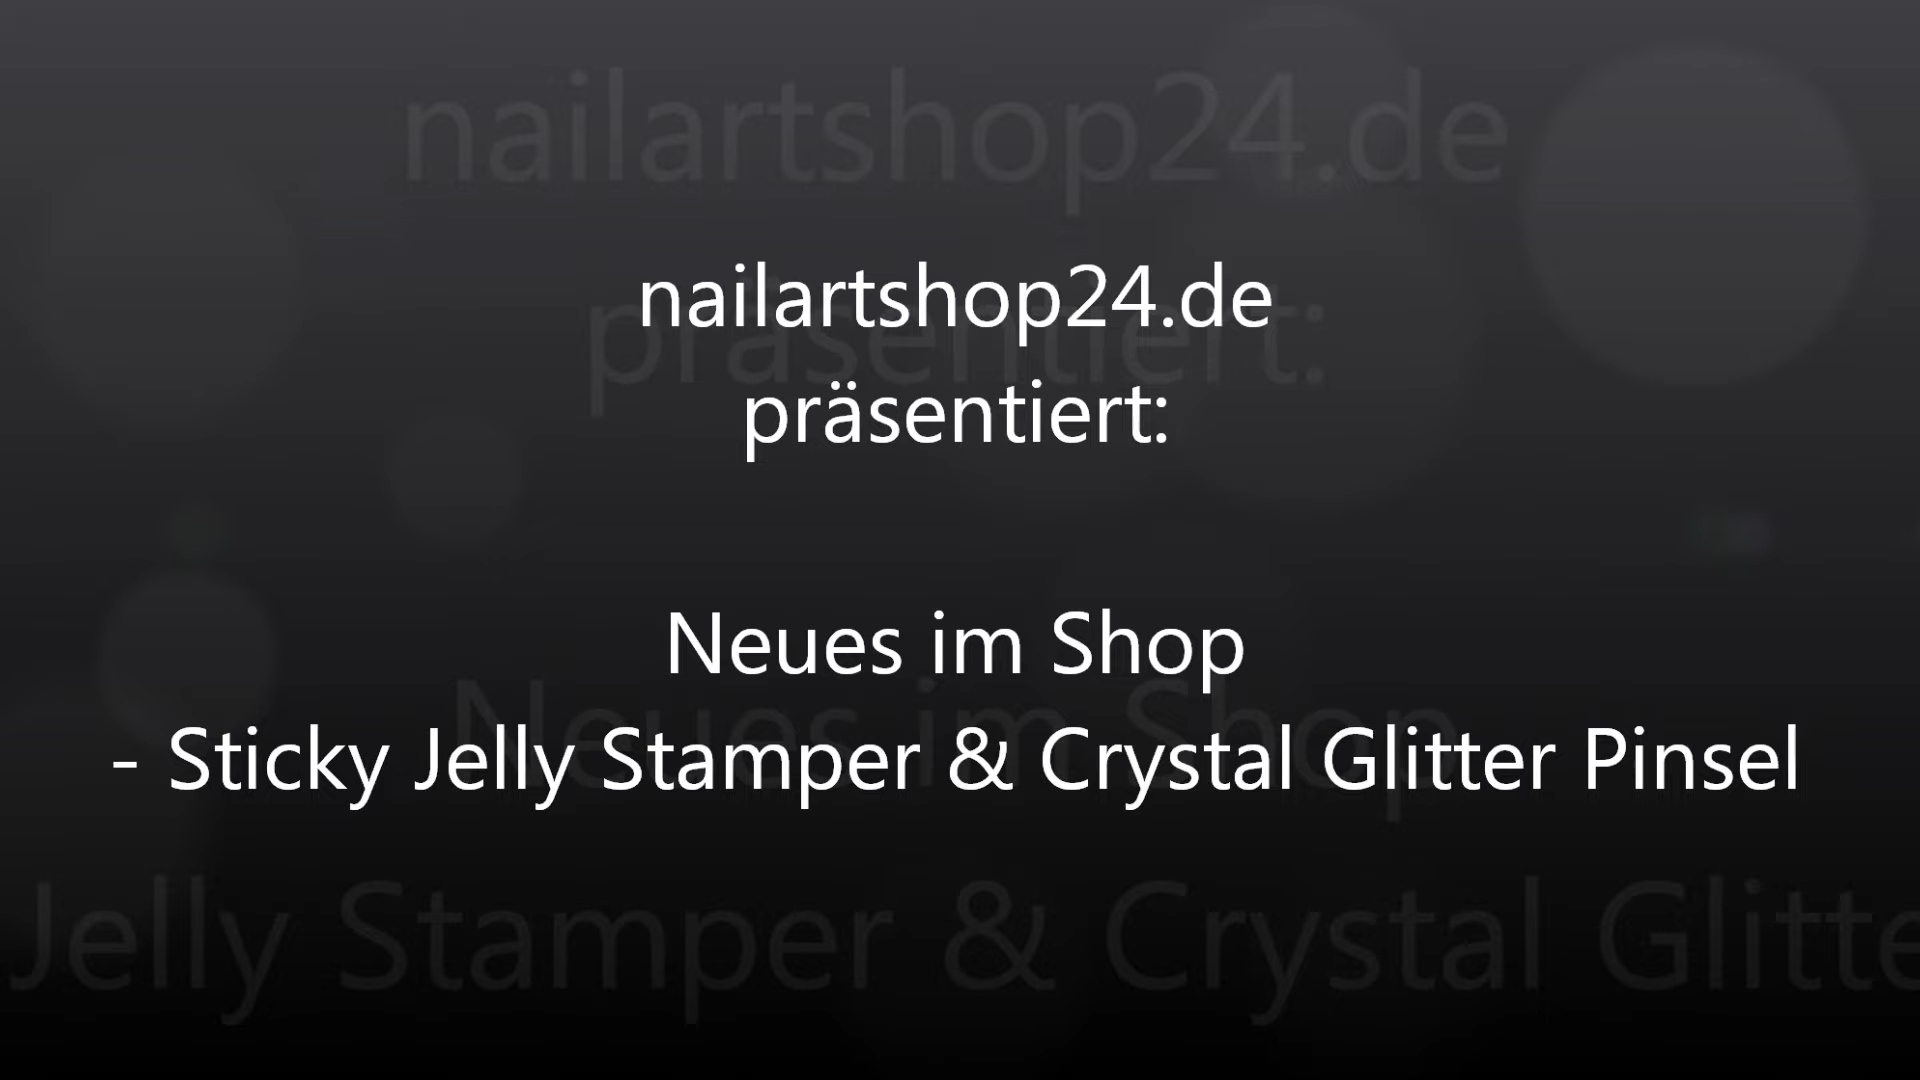 nailartshop24.de
präsentiert:
Neues im Shop
- Sticky Jelly Stamper & Crystal Glitter Pinsel